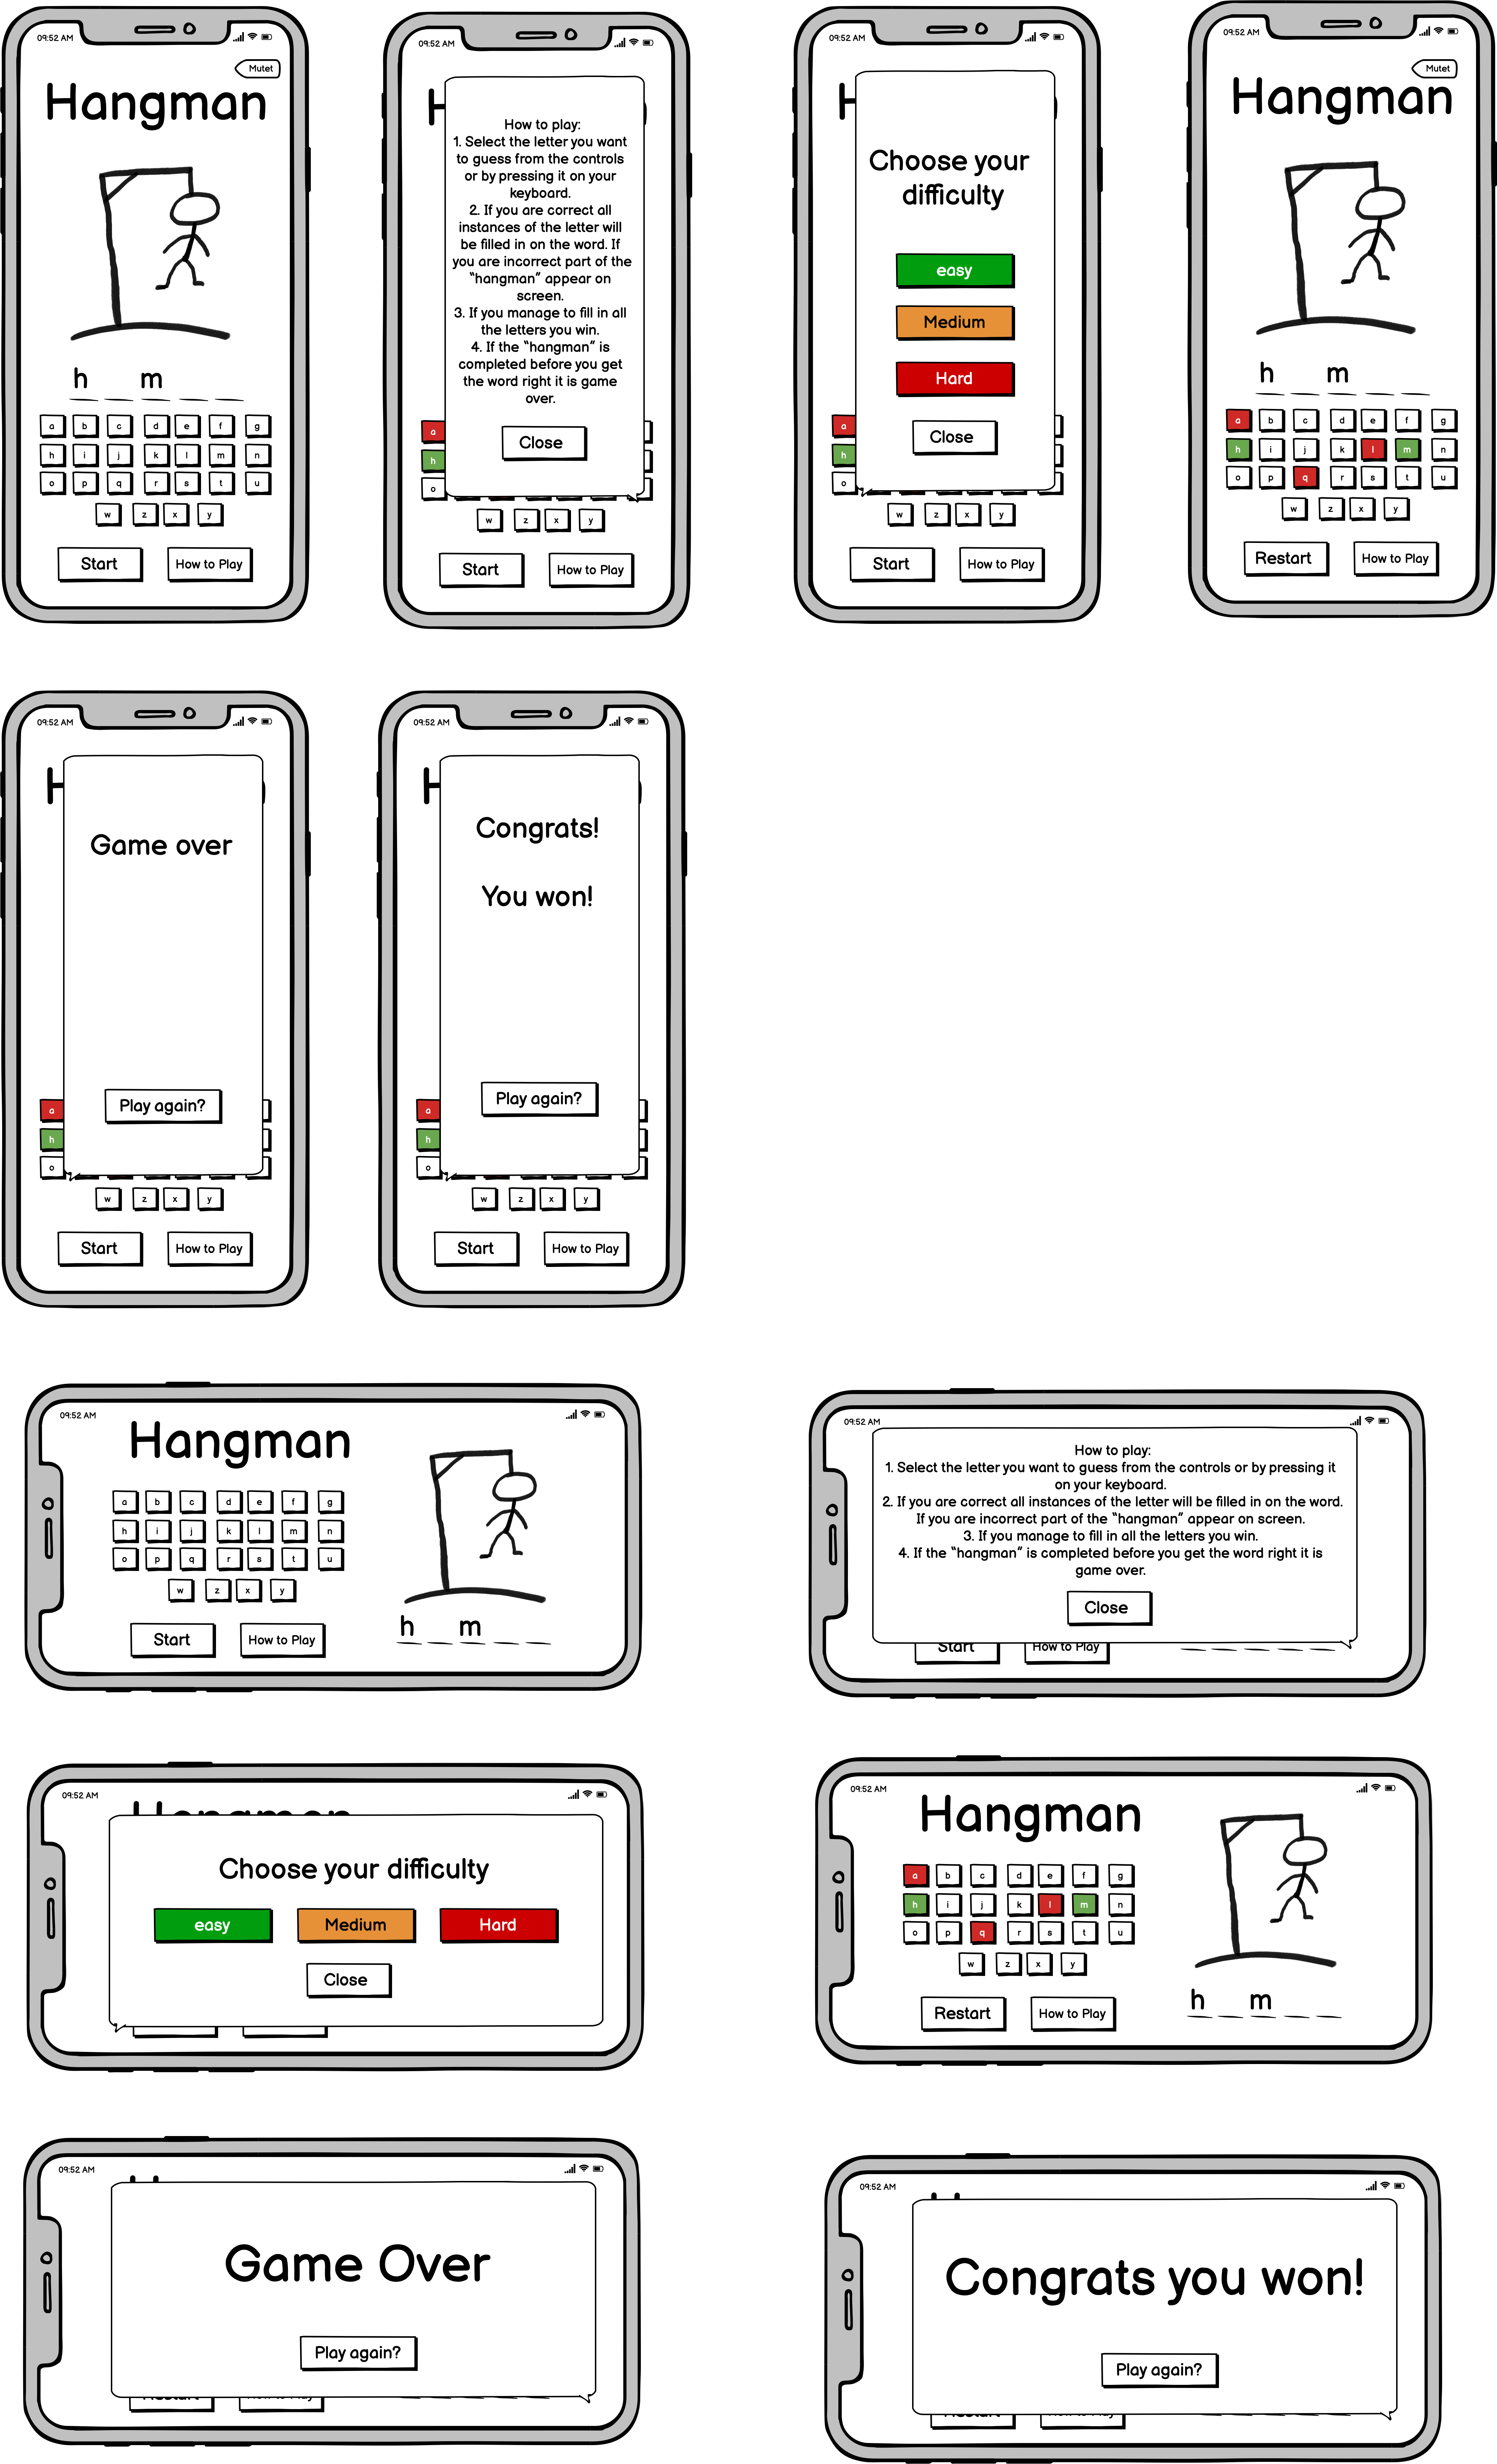 09:52 AM
Mutet
Hangman
h m
a b c d e f g
h i j k l m n
o p q r s t u
w z x y
Start How to Play
09:52 AM
H
How to play:
1. Select the letter you want
to guess from the controls
or by pressing it on your
keyboard.
2. If you are correct all
instances of the letter will
be filled in on the word. If
you are incorrect part of the
"hangman" appear on
screen.
3. If you manage to fill in all
the letters you win.
4. If the "hangman" is
completed before you get
the word right it is game
over.
Close
a
h
o
w z x y
Start How to Play
09:52 AM
H
Choose your
difficulty
easy
Medium
Hard
Close
a
h
o
w z x y
Start How to Play
09:52 AM
Mutet
Hangman
h m
a b c d e f g
h i j k l m n
o p q r s t u
w z x y
Restart How to Play
09:52 AM
H
Game over
Play again?
a
h
o
w z x y
Start How to Play
09:52 AM
H
Congrats!
You won!
Play again?
a
h
o
w z x y
Start How to Play
09:52 AM
Hangman
a b c d e f g
h i j k l m n
o p q r s t u
w z x y
h m
Start How to Play
09:52 AM
How to play:
1. Select the letter you want to guess from the controls or by pressing it
on your keyboard.
2. If you are correct all instances of the letter will be filled in on the word.
If you are incorrect part of the "hangman" appear on screen.
3. If you manage to fill in all the letters you win.
4. If the "hangman" is completed before you get the word right it is
game over.
Close
Start How to Play
09:52 AM
Hangman
Choose your difficulty
easy Medium Hard
Close
09:52 AM
Hangman
a b c d e f g
h i j k l m n
o p q r s t u
w z x y
h m
Restart How to Play
09:52 AM
Game Over
Play again?
Restart How to Play
09:52 AM
Congrats you won!
Play again?
Restart How to Play